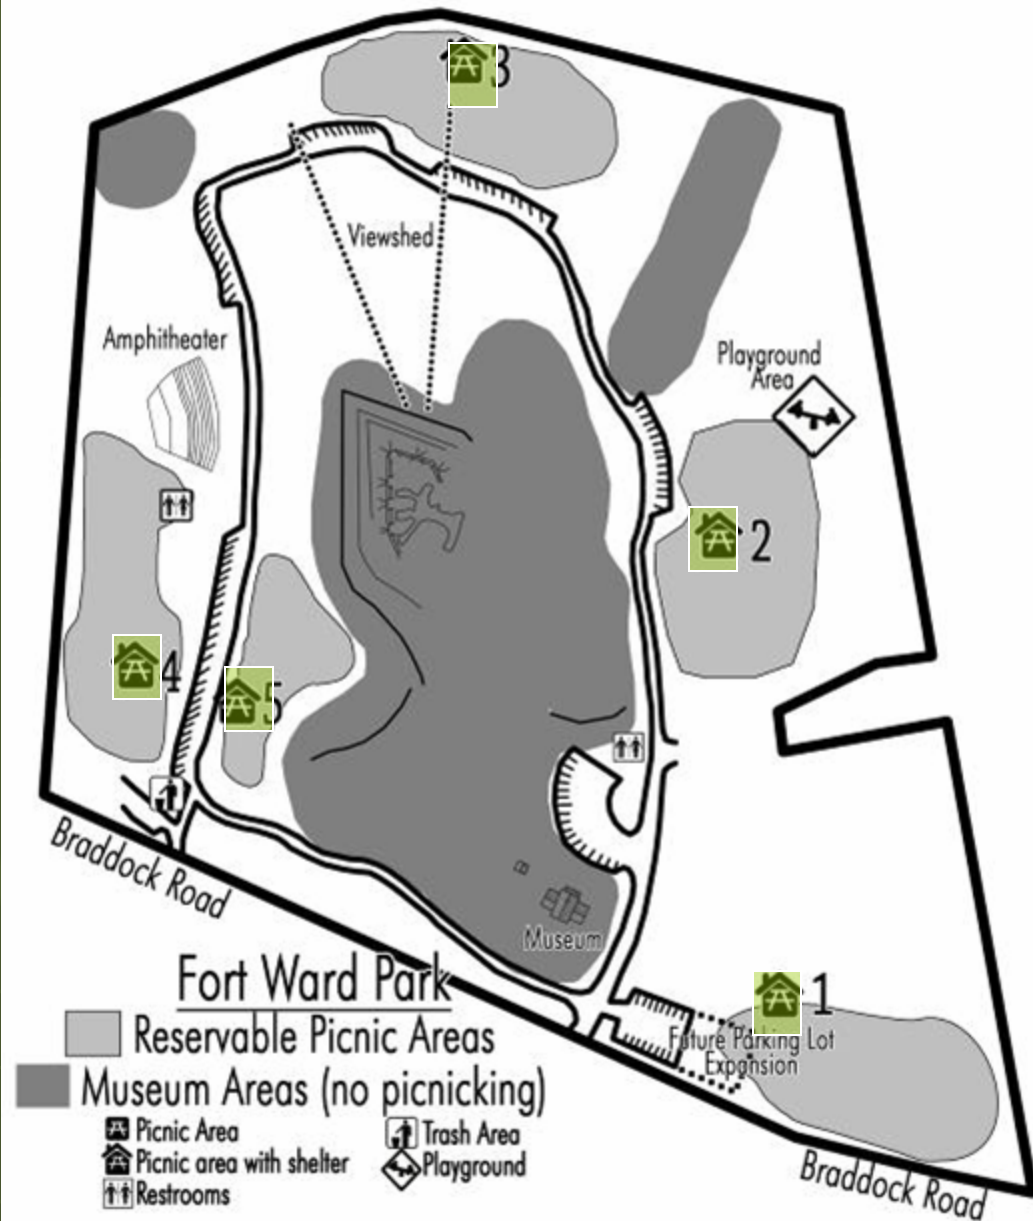 3
Viewshed
Amphitheater
Playground
Area
2
4
5
Braddock Road
Museum
1
Future Parking Lot
Expansion
Fort Ward Park
Reservable Picnic Areas
Museum Areas (no picnicking)
Picnic Area
Trash Area
Picnic area with shelter
Playground
Restrooms
Braddock Road